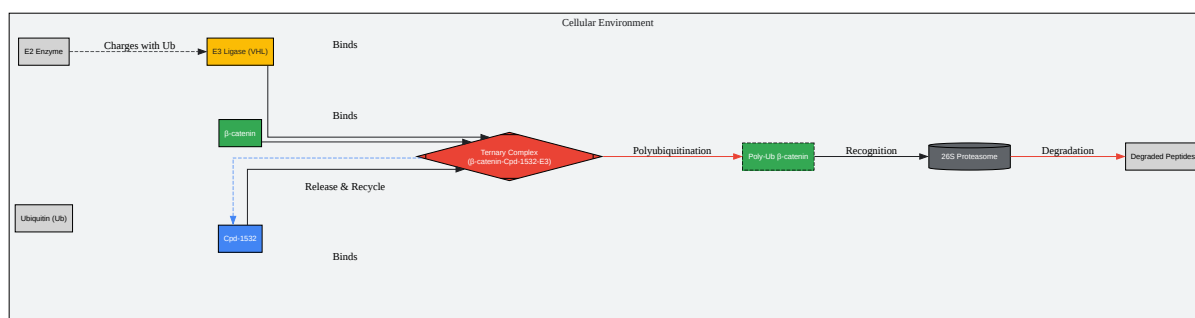 Cellular Environment
E2 Enzyme
Charges with Ub
E3 Ligase (VHL)
Binds
Binds
β-catenin
Ternary Complex
(β-catenin-Cpd-1532-E3)
Polyubiquitination
Poly-Ub β-catenin
Recognition
26S Proteasome
Degradation
Degraded Peptides
Release & Recycle
Ubiquitin (Ub)
Cpd-1532
Binds